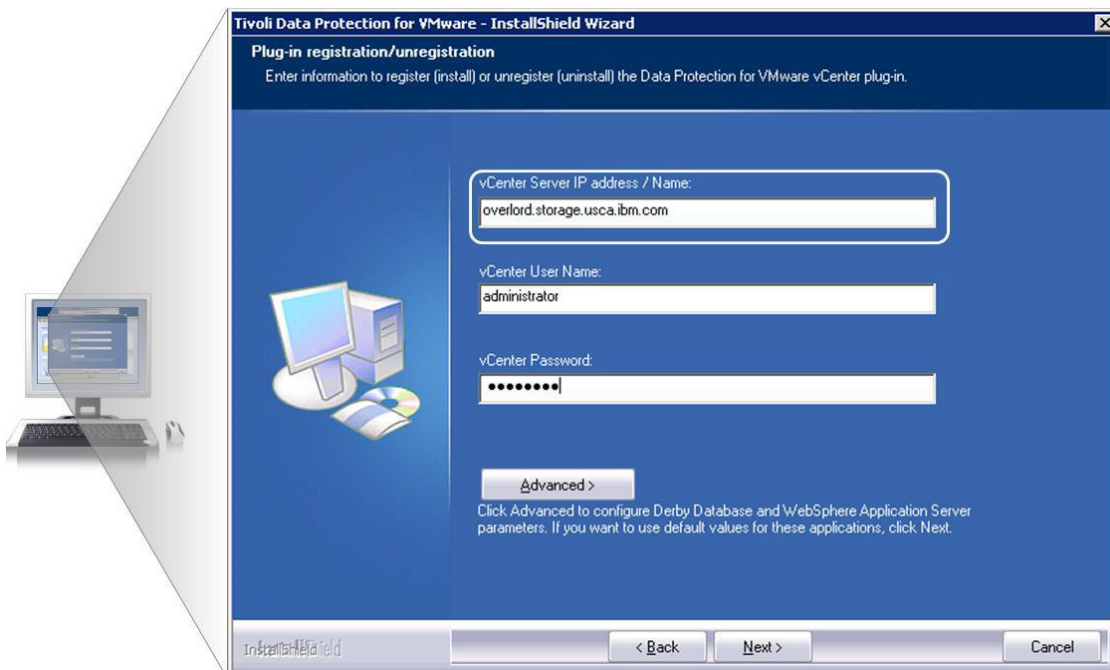 Tivoli Data Protection for VMware - InstallShield Wizard
Plug-in registration/unregistration
Enter information to register (install) or unregister (uninstall) the Data Protection for VMware vCenter plug-in.
vCenter Server IP address / Name:
overlord.storage.usca.ibm.com
vCenter User Name:
administrator
vCenter Password:
●●●●●●●●
Advanced >
Click Advanced to configure Derby Database and WebSphere Application Server
parameters. If you want to use default values for these applications, click Next.
InstallShield
< Back
Next >
Cancel